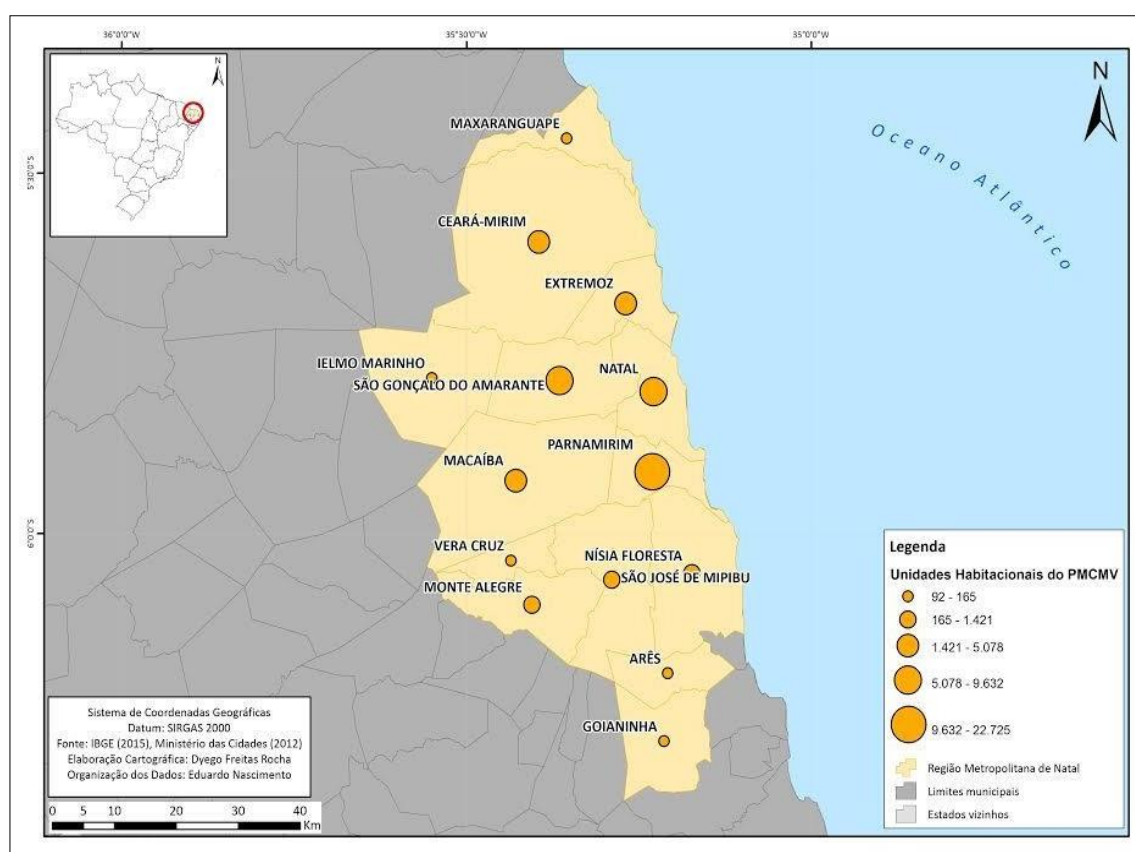 36°0'0"W
35°30'0"W
35°0'0"W
N
N
Oceano Atlântico
5°30'0"S
6°0'0"S
MAXARANGUAPE
CEARÁ-MIRIM
EXTREMOZ
IELMO MARINHO
SÃO GONÇALO DO AMARANTE
NATAL
PARNAMIRIM
MACAÍBA
VERA CRUZ
NÍSIA FLORESTA
SÃO JOSÉ DE MIPIBU
MONTE ALEGRE
ARÊS
GOIANINHA
Legenda
Unidades Habitacionais do PMCMV
92 - 165
165 - 1.421
1.421 - 5.078
5.078 - 9.632
9.632 - 22.725
Região Metropolitana de Natal
Limites municipais
Estados vizinhos
Sistema de Coordenadas Geográficas
Datum: SIRGAS 2000
Fonte: IBGE (2015), Ministério das Cidades (2012)
Elaboração Cartográfica: Dyego Freitas Rocha
Organização dos Dados: Eduardo Nascimento
0 5 10 20 30 40
Km